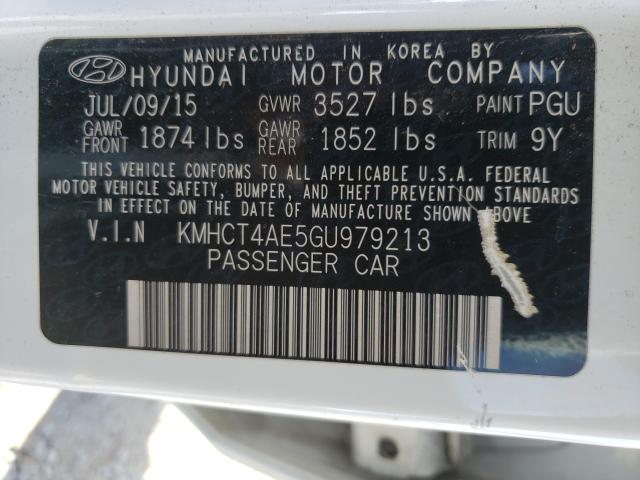 MANUFACTURED IN KOREA BY
HYUNDAI MOTOR COMPANY
JUL/09/15 GVWR 3527 lbs PAINT PGU
GAWR FRONT 1874 lbs GAWR REAR 1852 lbs TRIM 9Y
THIS VEHICLE CONFORMS TO ALL APPLICABLE U.S.A. FEDERAL
MOTOR VEHICLE SAFETY, BUMPER, AND THEFT PREVENTION STANDARDS
IN EFFECT ON THE DATE OF MANUFACTURE SHOWN ABOVE
V.I.N KMHCT4AE5GU979213
PASSENGER CAR